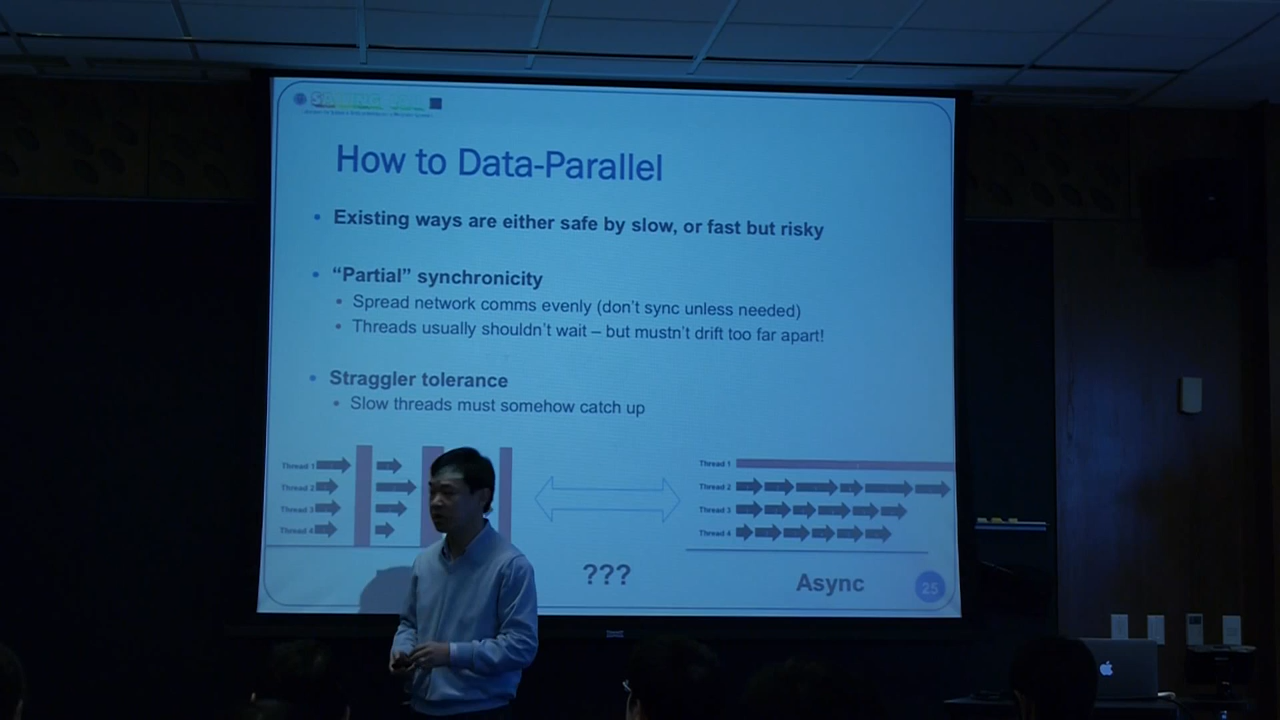 How to Data-Parallel
• Existing ways are either safe by slow, or fast but risky
• “Partial” synchronicity
• Spread network comms evenly (don’t sync unless needed)
• Threads usually shouldn’t wait – but mustn’t drift too far apart!
• Straggler tolerance
• Slow threads must somehow catch up
Thread 1
Thread 2
Thread 3
Thread 4
Thread 1
Thread 2
Thread 3
Thread 4
???
Async
25